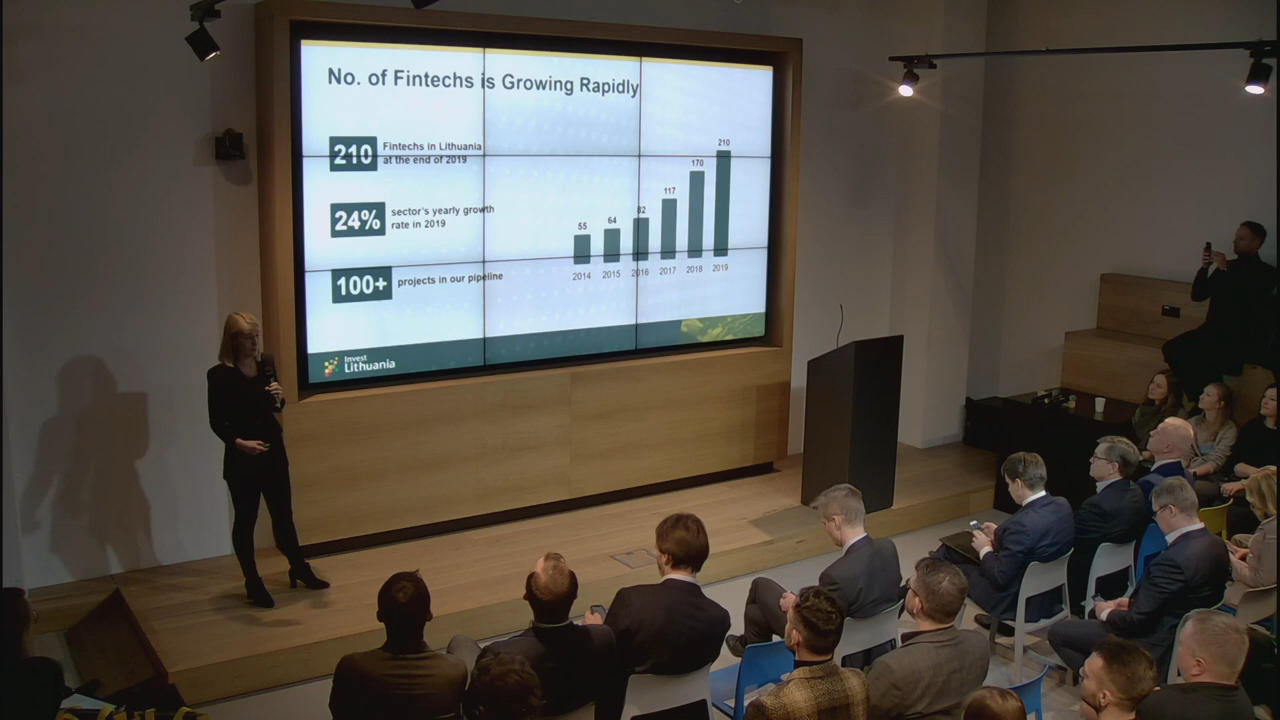 No. of Fintechs is Growing Rapidly
210
Fintechs in Lithuania
at the end of 2019
24%
sector's yearly growth
rate in 2019
100+
projects in our pipeline
55
64
82
117
170
210
2014
2015
2016
2017
2018
2019
Invest
Lithuania